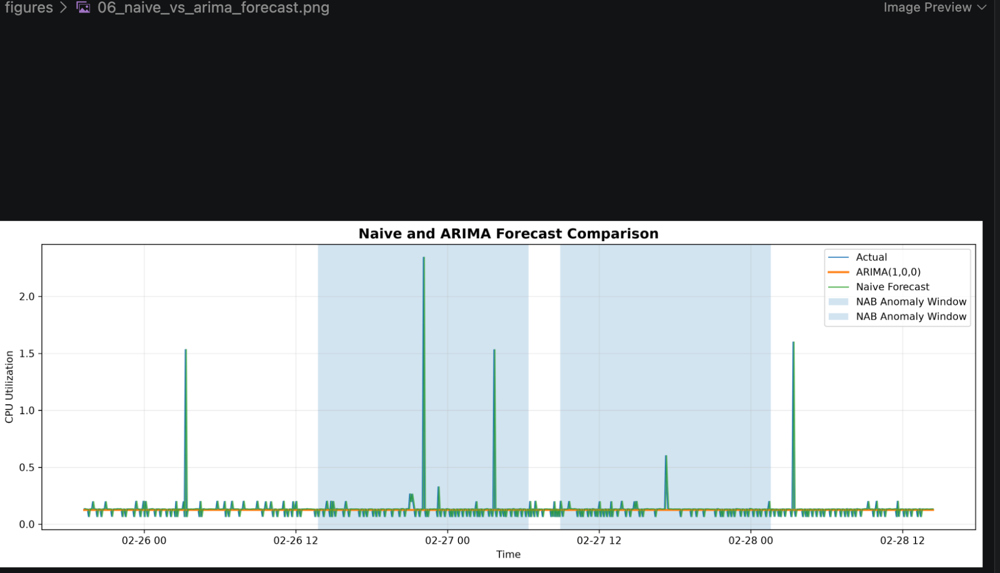 figures > 06_naive_vs_arima_forecast.png
Image Preview
Naive and ARIMA Forecast Comparison
Actual
ARIMA(1,0,0)
Naive Forecast
NAB Anomaly Window
NAB Anomaly Window
CPU Utilization
2.0
1.5
1.0
0.5
0.0
02-26 00
02-26 12
02-27 00
02-27 12
02-28 00
02-28 12
Time